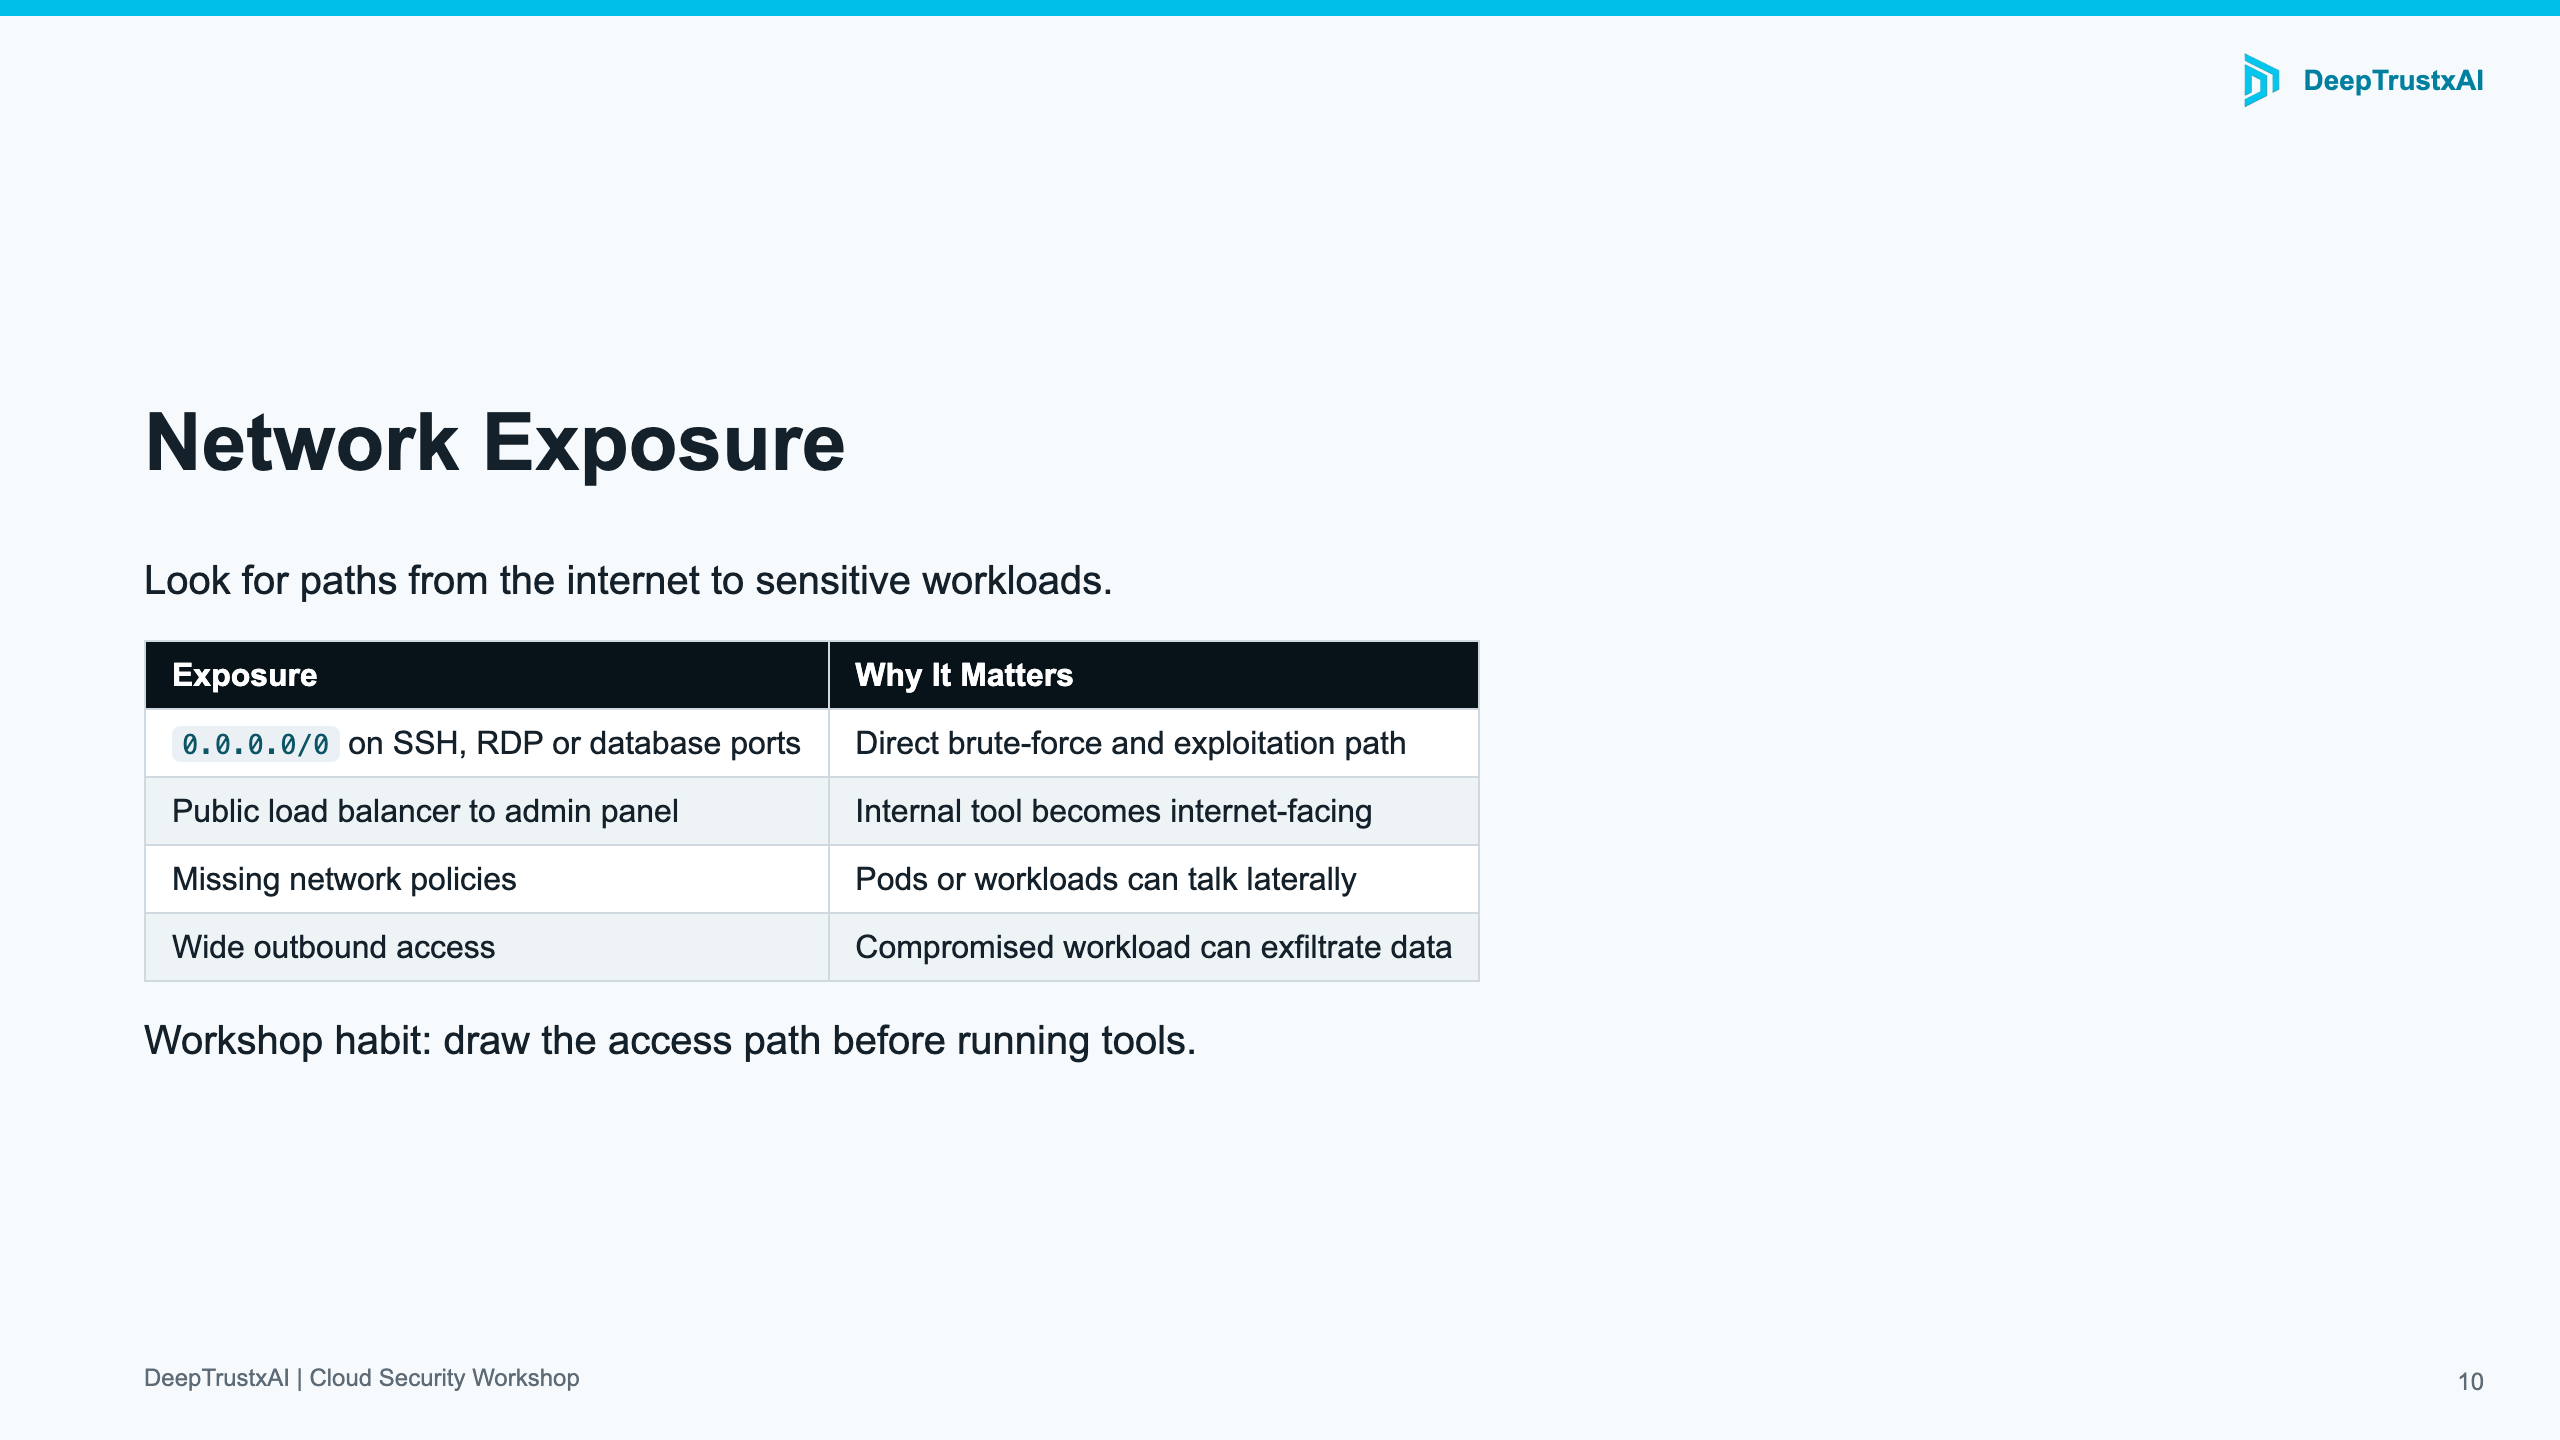 DeepTrustxAI
Network Exposure
Look for paths from the internet to sensitive workloads.
Exposure Why It Matters
0.0.0.0/0 on SSH, RDP or database ports Direct brute-force and exploitation path
Public load balancer to admin panel Internal tool becomes internet-facing
Missing network policies Pods or workloads can talk laterally
Wide outbound access Compromised workload can exfiltrate data
Workshop habit: draw the access path before running tools.
DeepTrustxAI | Cloud Security Workshop
10